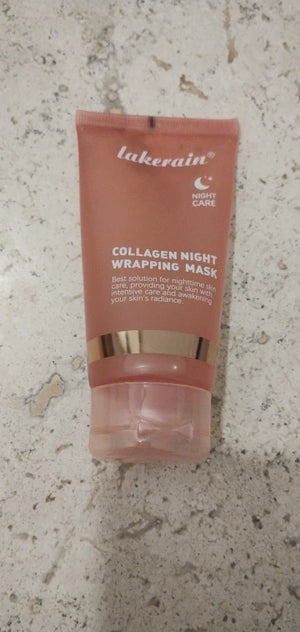 lakerain®
NIGHT
CARE
COLLAGEN NIGHT
WRAPPING MASK
Best solution for nighttime skin
care, providing your skin with
intensive care and awakening
your skin's radiance.